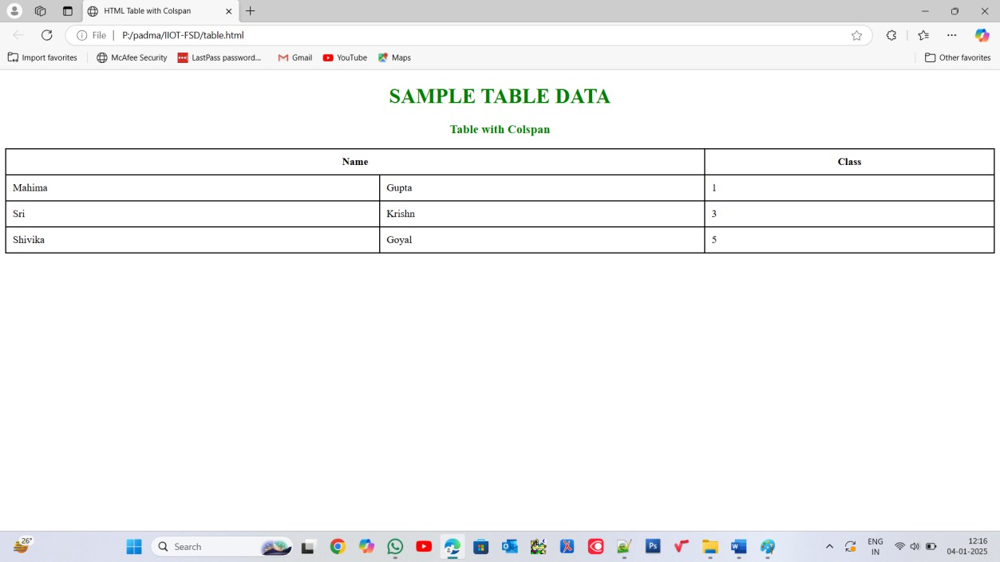 HTML Table with Colspan
File P:/padma/IIOT-FSD/table.html
Import favorites McAfee Security LastPass password... Gmail YouTube Maps Other favorites
SAMPLE TABLE DATA
Table with Colspan
Name Class
Mahima Gupta 1
Sri Krishn 3
Shivika Goyal 5
26° Search Ps W ENG 12:16
IN 04-01-2025